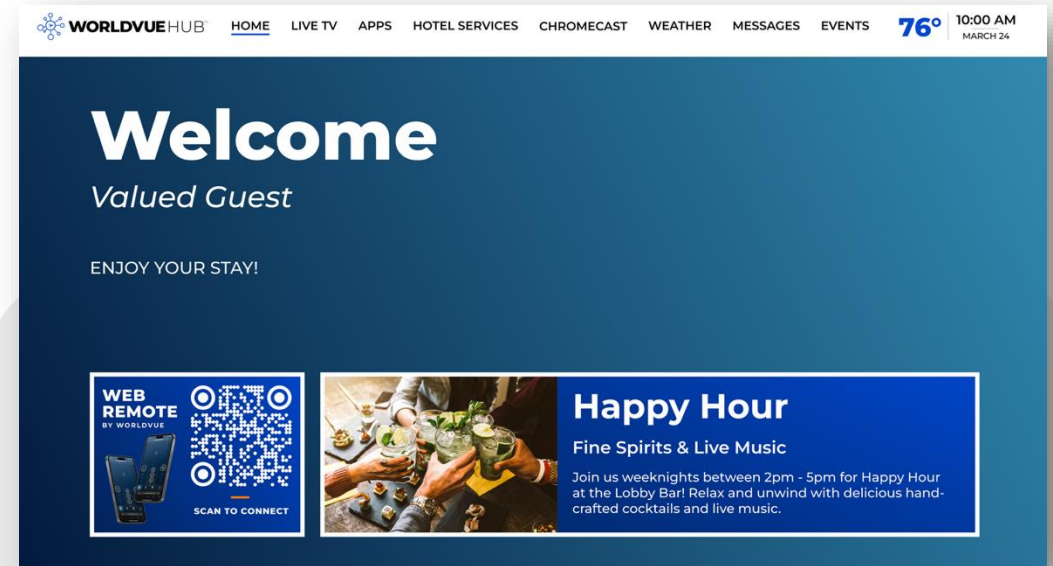 WORLDVUE HUB HOME LIVE TV APPS HOTEL SERVICES CHROMECAST WEATHER MESSAGES EVENTS 76° 10:00 AM
MARCH 24
Welcome
Valued Guest
ENJOY YOUR STAY!
WEB
REMOTE
BY WORLDVUE
SCAN TO CONNECT
Happy Hour
Fine Spirits & Live Music
Join us weeknights between 2pm - 5pm for Happy Hour
at the Lobby Bar! Relax and unwind with delicious hand-
crafted cocktails and live music.